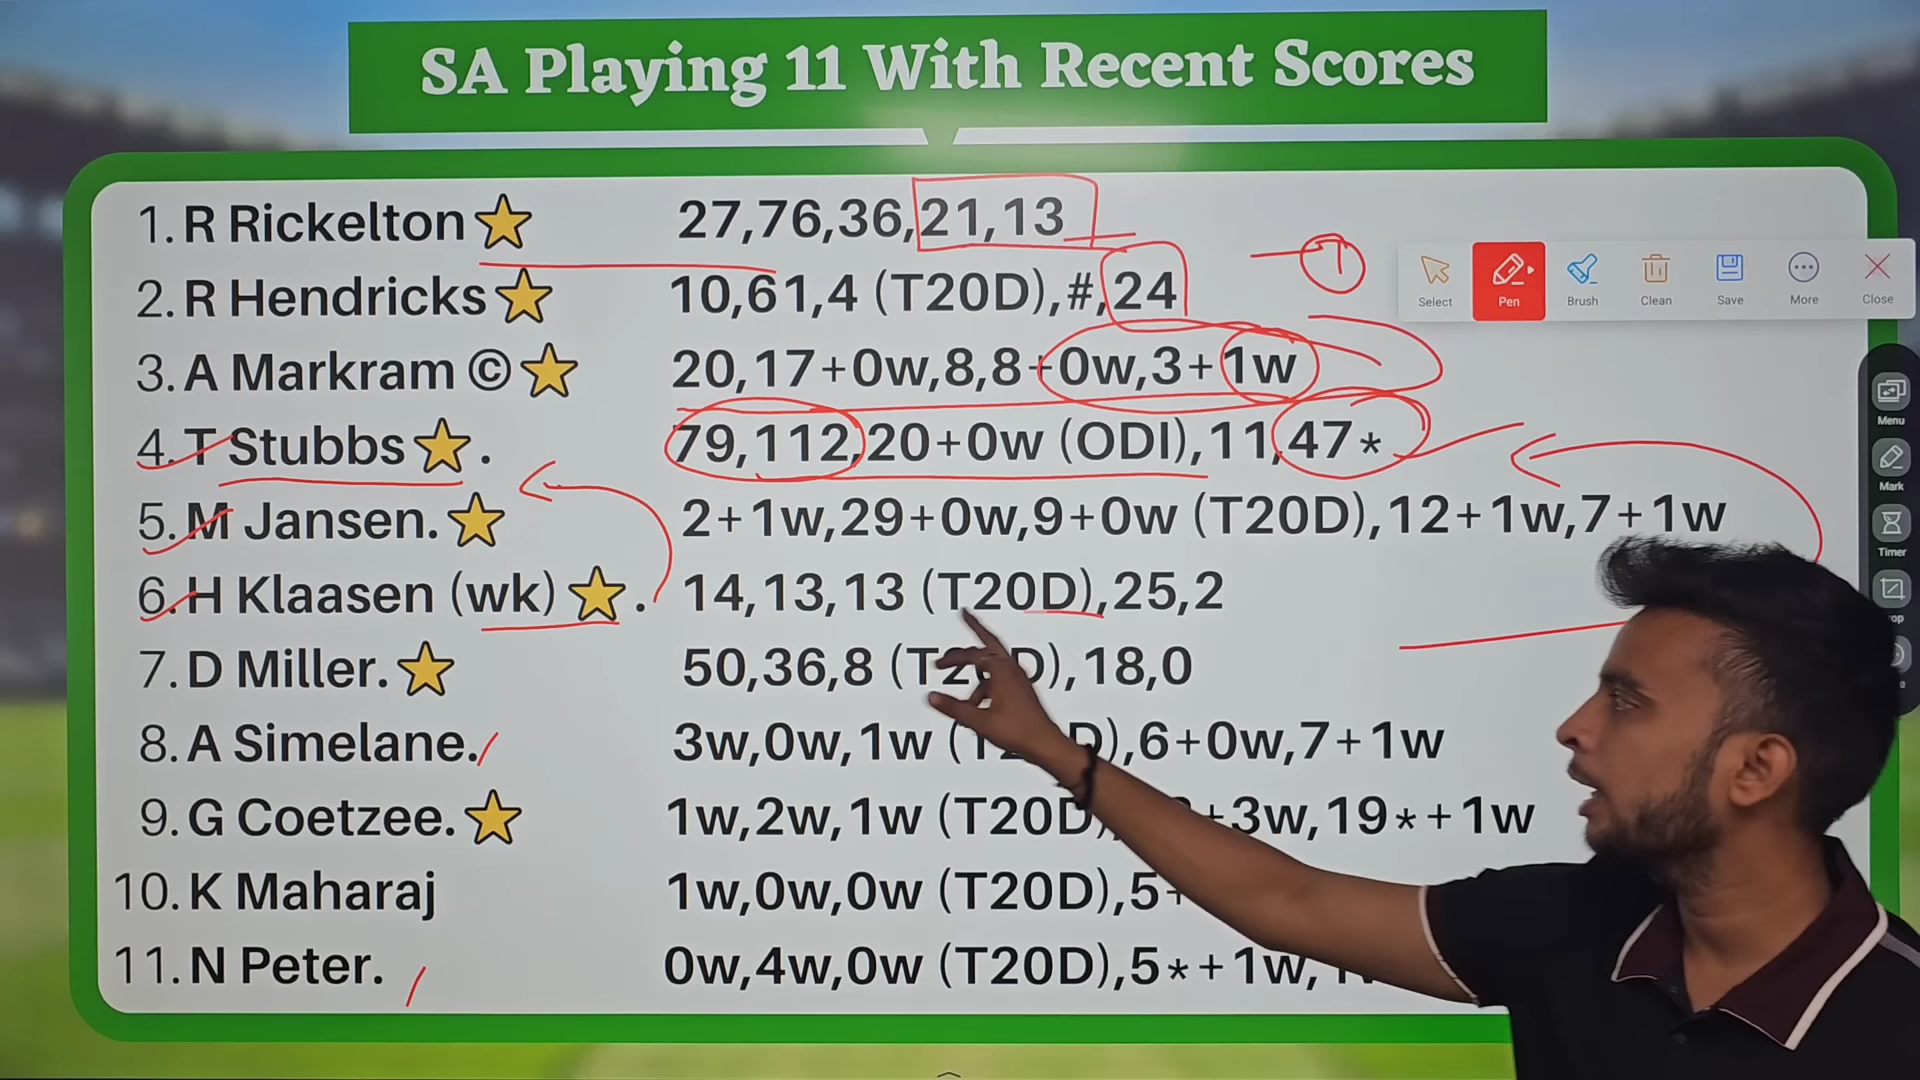 SA Playing 11 With Recent Scores
1. R Rickelton 27,76,36,21,13
2. R Hendricks 10,61,4 (T20D),#,24
3. A Markram © 20,17+0w,8,8+0w,3+1w
4. T Stubbs . 79,112,20+0w (ODI),11,47*
5. M Jansen. 2+1w,29+0w,9+0w (T20D),12+1w,7+1w
6. H Klaasen (wk) . 14,13,13 (T20D),25,2
7. D Miller. 50,36,8 (T20D),18,0
8. A Simelane. 3w,0w,1w (T20D),6+0w,7+1w
9. G Coetzee. 1w,2w,1w (T20D), +3w,19*+1w
10. K Maharaj 1w,0w,0w (T20D),5+
11. N Peter. 0w,4w,0w (T20D),5*+1w,
Select Pen Brush Clean Save More Close
Menu
Mark
Timer